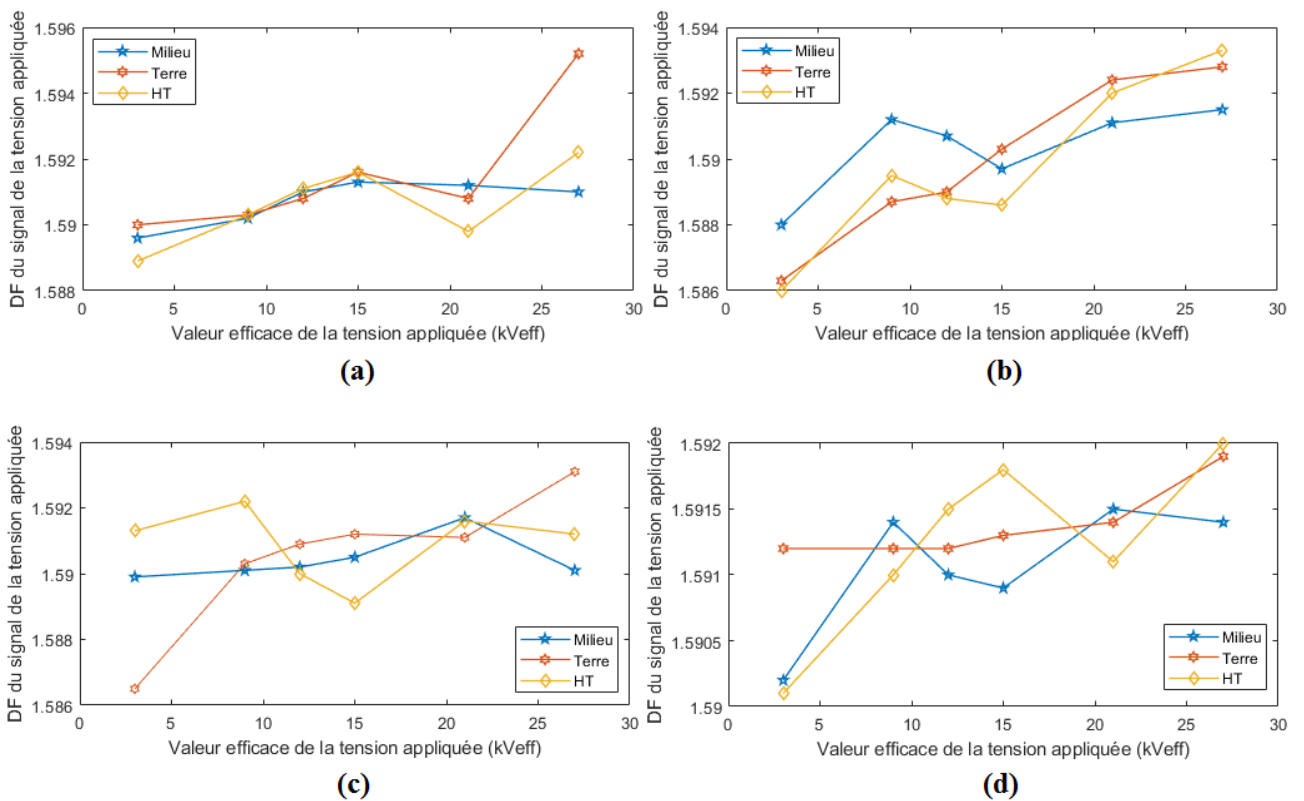 DF du signal de la tension appliquée
1.596
1.594
1.592
1.59
1.588
Milieu
Terre
HT
0
5
10
15
20
25
30
Valeur efficace de la tension appliquée (kVeff)
(a)
DF du signal de la tension appliquée
1.594
1.592
1.59
1.588
1.586
Milieu
Terre
HT
0
5
10
15
20
25
30
Valeur efficace de la tension appliquée (kVeff)
(b)
DF du signal de la tension appliquée
1.594
1.592
1.59
1.588
1.586
Milieu
Terre
HT
0
5
10
15
20
25
30
Valeur efficace de la tension appliquée (kVeff)
(c)
DF du signal de la tension appliquée
1.592
1.5915
1.591
1.5905
1.59
Milieu
Terre
HT
0
5
10
15
20
25
30
Valeur efficace de la tension appliquée (kVeff)
(d)